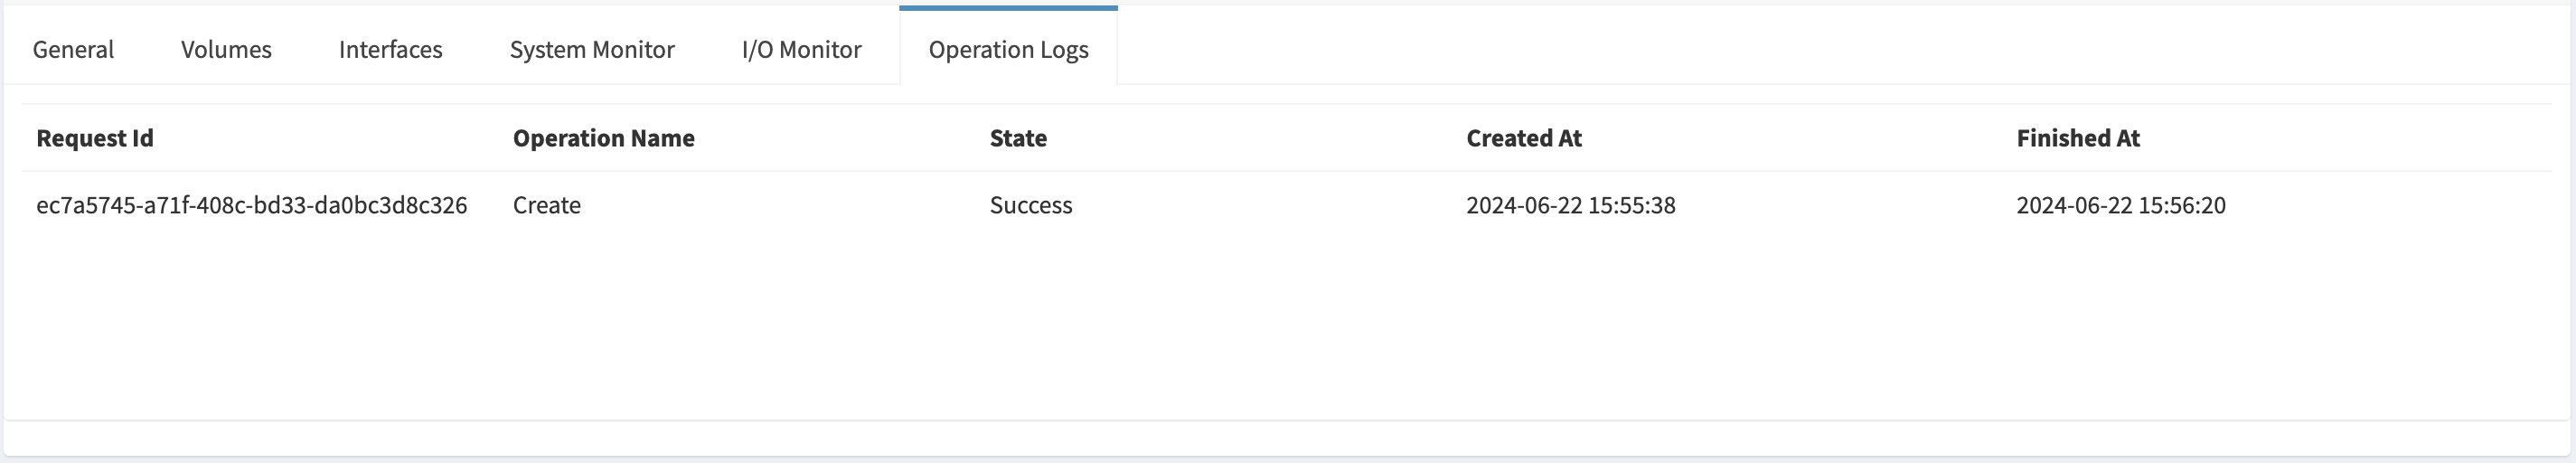 General Volumes Interfaces System Monitor I/O Monitor Operation Logs
Request Id Operation Name State Created At Finished At
ec7a5745-a71f-408c-bd33-da0bc3d8c326 Create Success 2024-06-22 15:55:38 2024-06-22 15:56:20